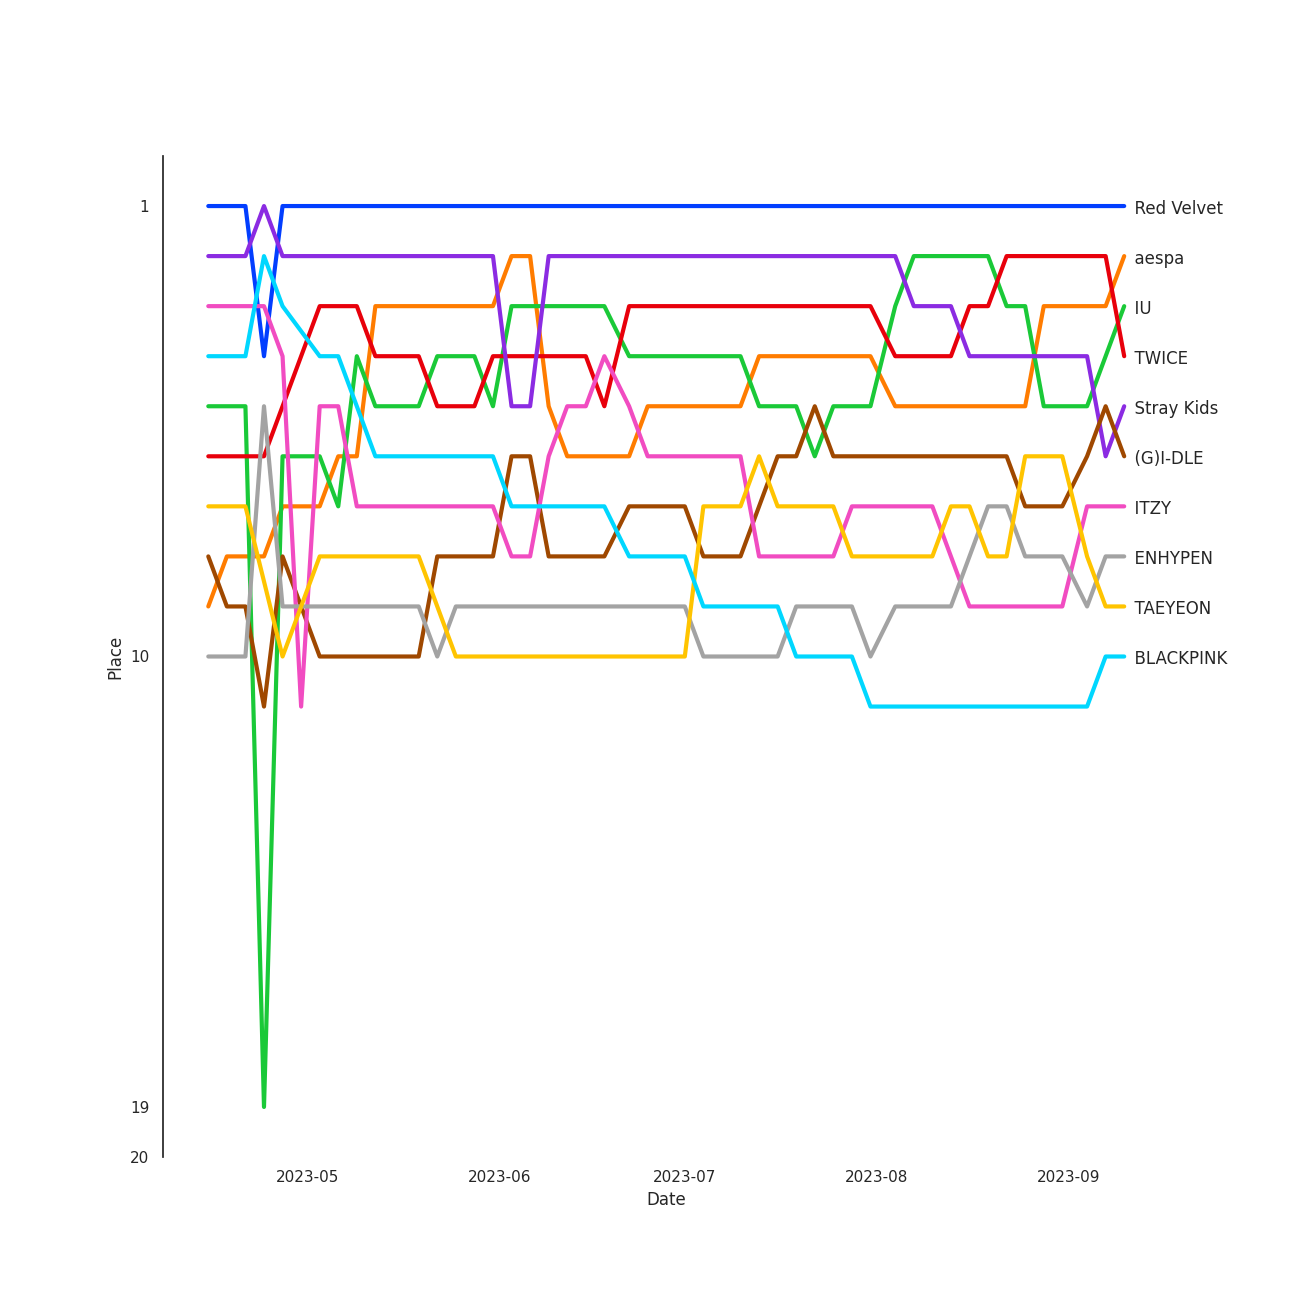 1
10
19
20
Place
2023-05
2023-06
2023-07
2023-08
2023-09
Date
Red Velvet
aespa
IU
TWICE
Stray Kids
(G)I-DLE
ITZY
ENHYPEN
TAEYEON
BLACKPINK